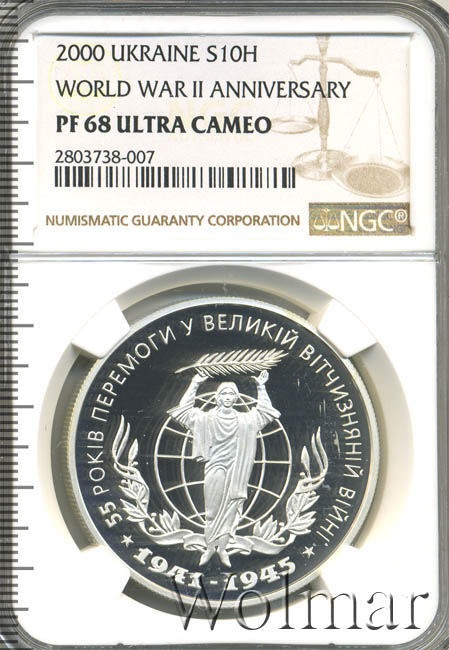 2000 UKRAINE S10H
WORLD WAR II ANNIVERSARY
PF 68 ULTRA CAMEO
2803738-007
NUMISMATIC GUARANTY CORPORATION
NGC®
55 РОКІВ ПЕРЕМОГИ У ВЕЛИКІЙ ВІТЧИЗНЯНІЙ ВІЙНІ
1941-1945
Wolmar